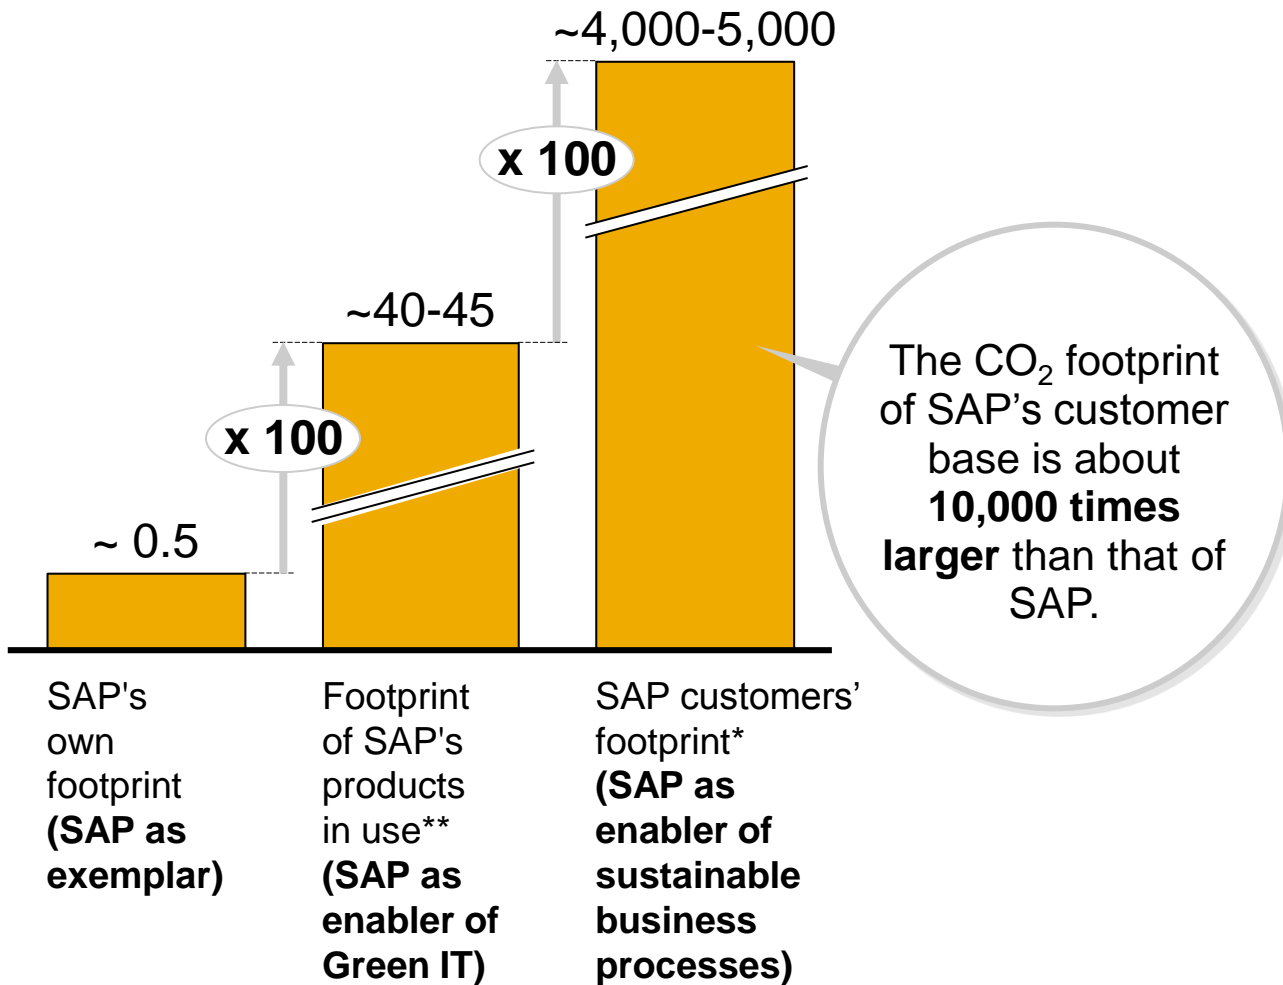 ~4,000-5,000
x 100
~40-45
x 100
~ 0.5
The CO₂ footprint
of SAP’s customer
base is about
10,000 times
larger than that of
SAP.
SAP's
own
footprint
(SAP as
exemplar)
Footprint
of SAP's
products
in use**
(SAP as
enabler of
Green IT)
SAP customers’
footprint*
(SAP as
enabler of
sustainable
business
processes)